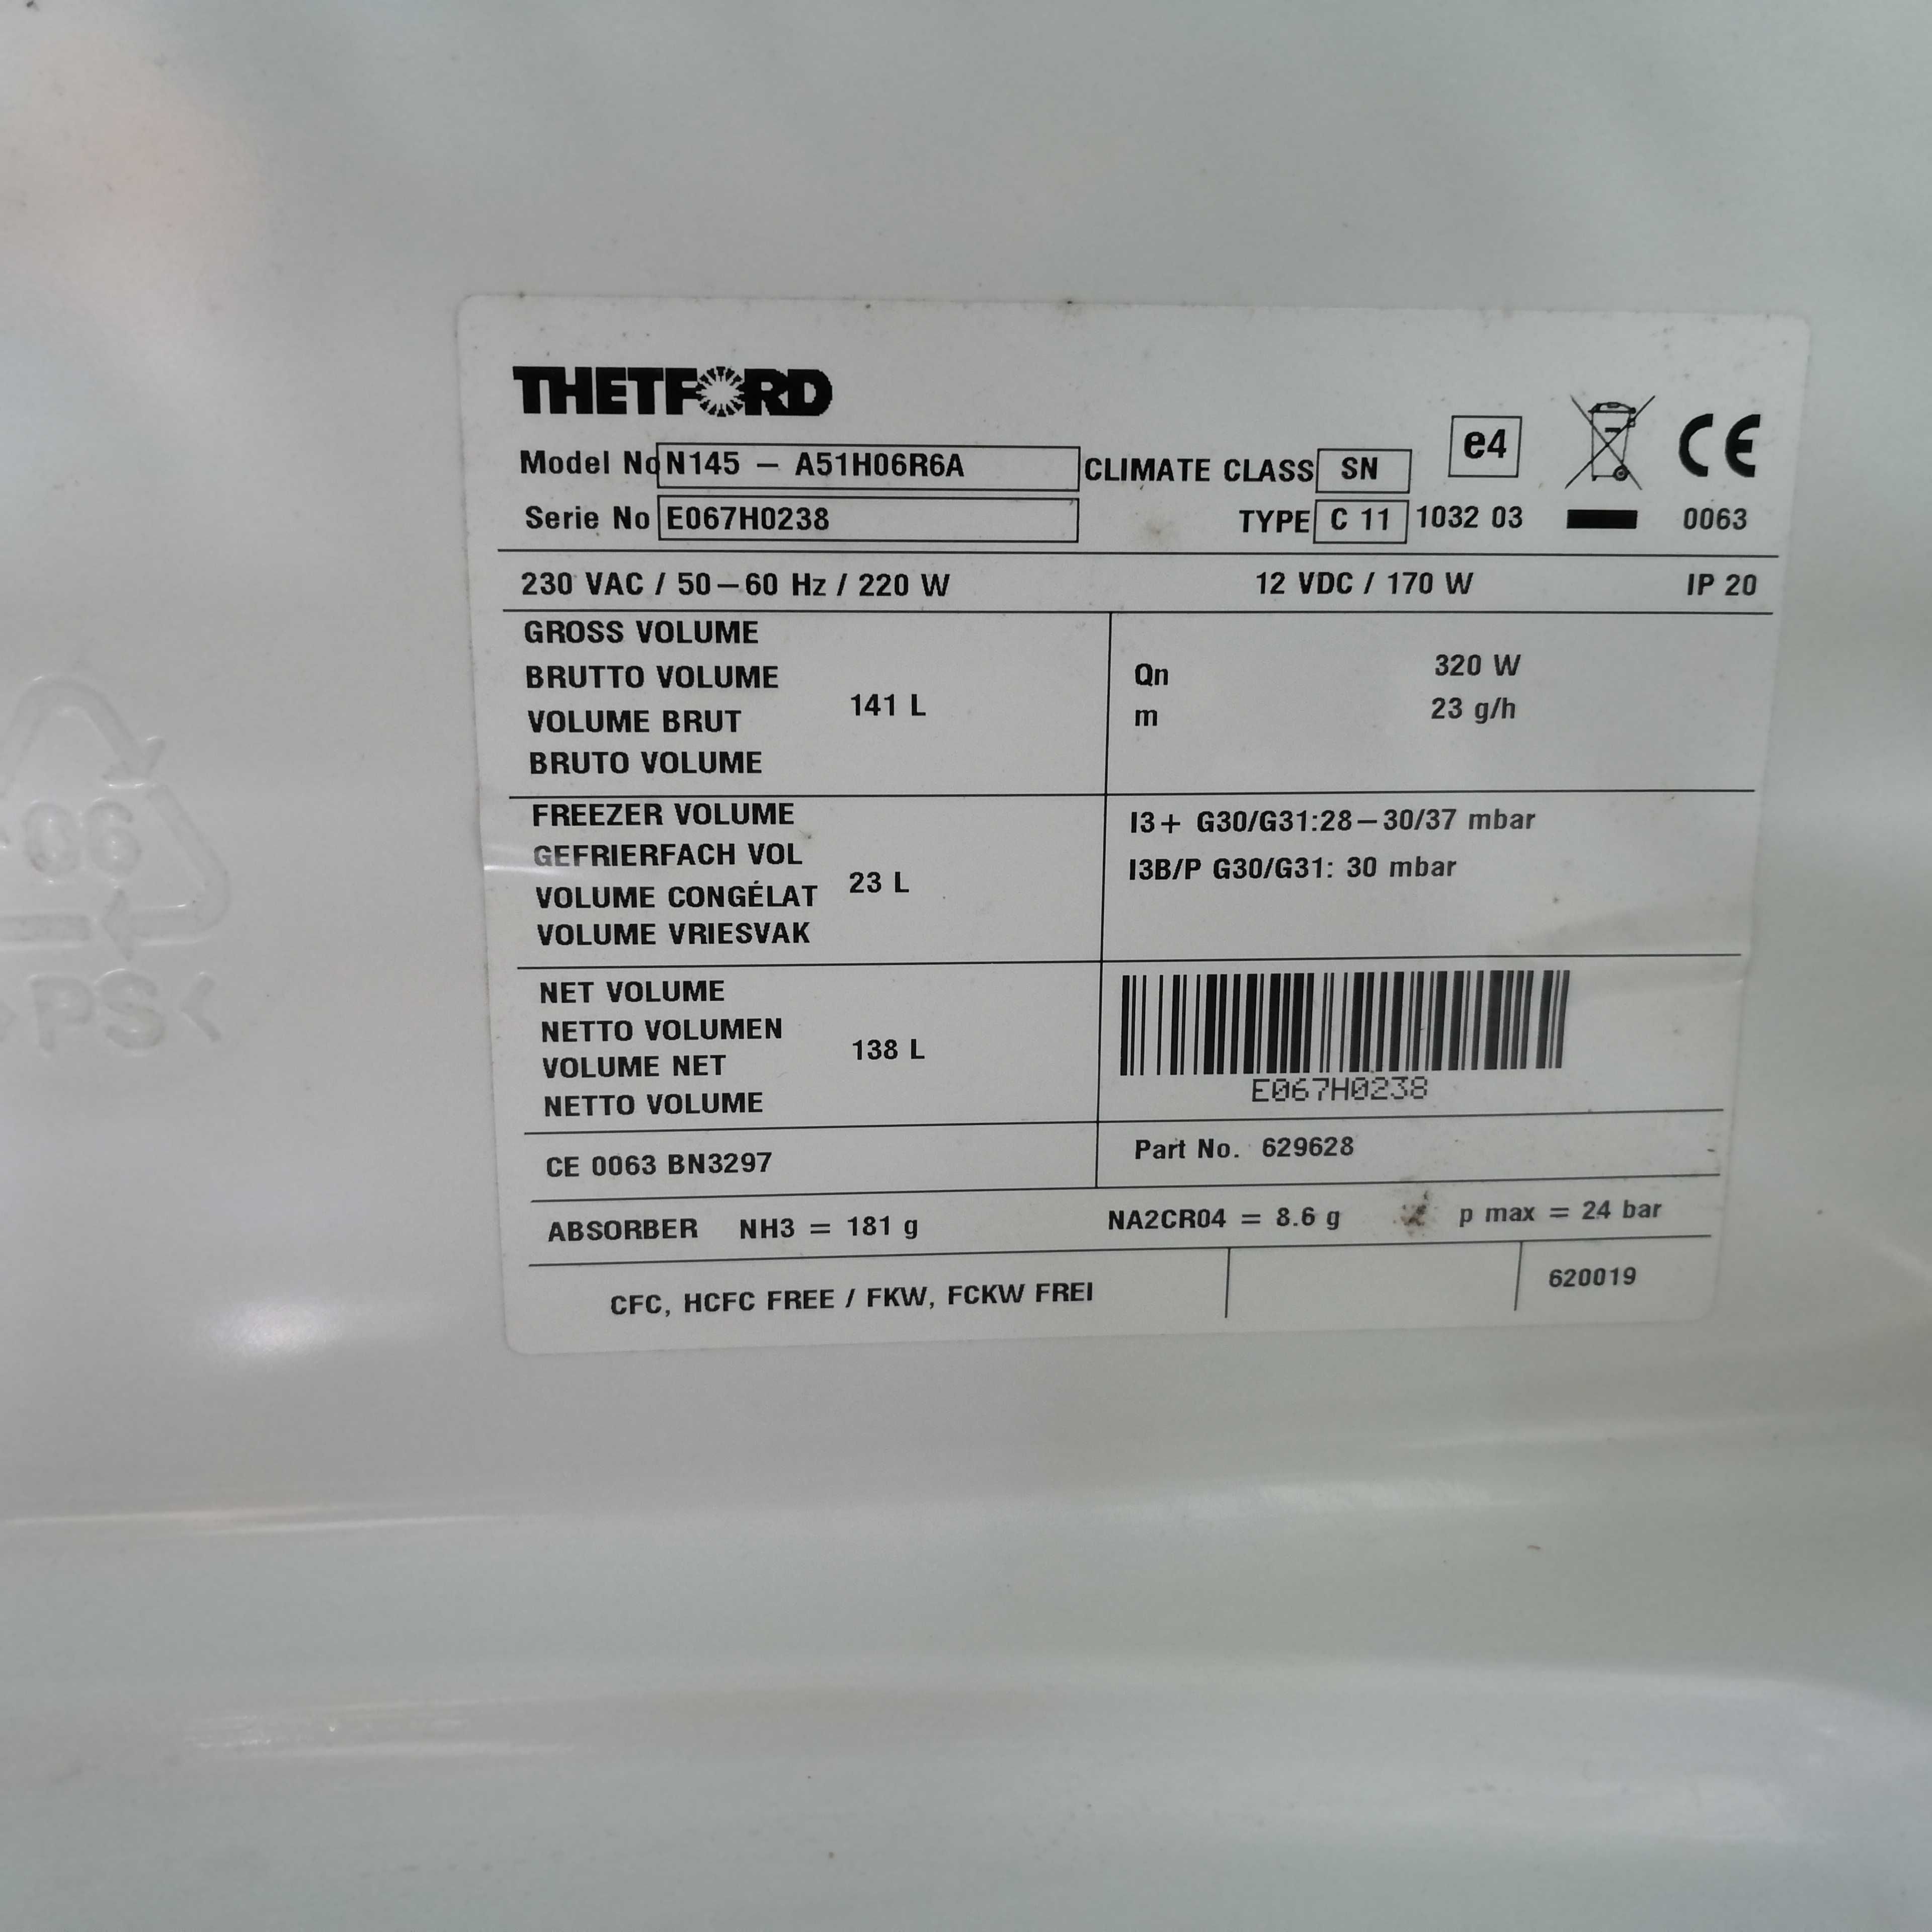 THETFORD
Model No N145 – A51H06R6A CLIMATE CLASS SN e4 CE
Serie No E067H0238 TYPE C 11 1032 03 0063
230 VAC / 50–60 Hz / 220 W 12 VDC / 170 W IP 20
GROSS VOLUME
BRUTTO VOLUME
VOLUME BRUT
BRUTO VOLUME
141 L
Qn 320 W
m 23 g/h
FREEZER VOLUME
GEFRIERFACH VOL
VOLUME CONGÉLAT
VOLUME VRIESVAK
23 L
I3+ G30/G31:28–30/37 mbar
I3B/P G30/G31: 30 mbar
NET VOLUME
NETTO VOLUMEN
VOLUME NET
NETTO VOLUME
138 L
E067H0238
CE 0063 BN3297
Part No. 629628
ABSORBER NH3 = 181 g NA2CR04 = 8.6 g p max = 24 bar
CFC, HCFC FREE / FKW, FCKW FREI
620019
06
>PS<